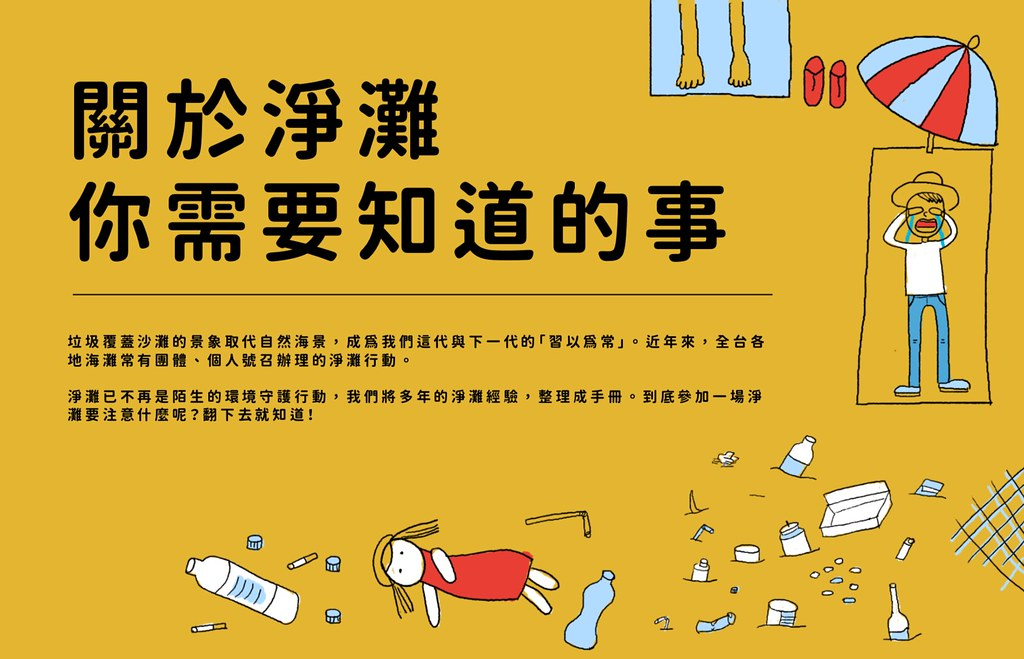 關於淨灘
你需要知道的事
垃圾覆蓋沙灘的景象取代自然海景，成為我們這代與下一代的「習以為常」。近年來，全台各
地海灘常有團體、個人號召辦理的淨灘行動。
淨灘已不再是陌生的環境守護行動，我們將多年的淨灘經驗，整理成手冊。到底參加一場淨
灘要注意什麼呢？翻下去就知道！